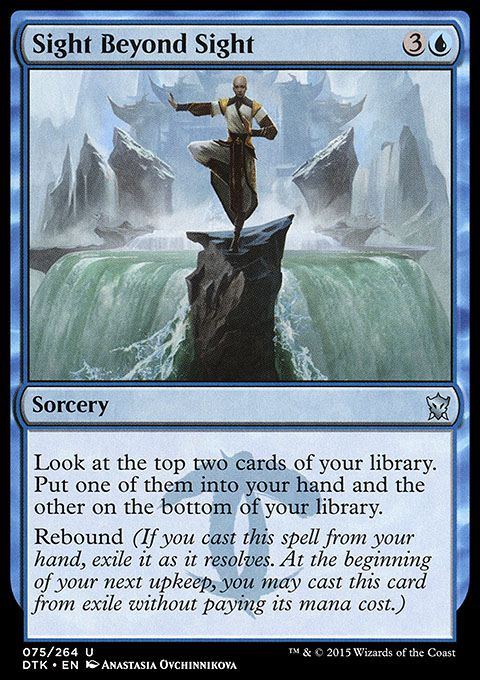 Sight Beyond Sight 3
Sorcery
Look at the top two cards of your library.
Put one of them into your hand and the
other on the bottom of your library.
Rebound (If you cast this spell from your
hand, exile it as it resolves. At the beginning
of your next upkeep, you may cast this card
from exile without paying its mana cost.)
075/264 U
DTK • EN Anastasia Ovchinnikova
™ & © 2015 Wizards of the Coast